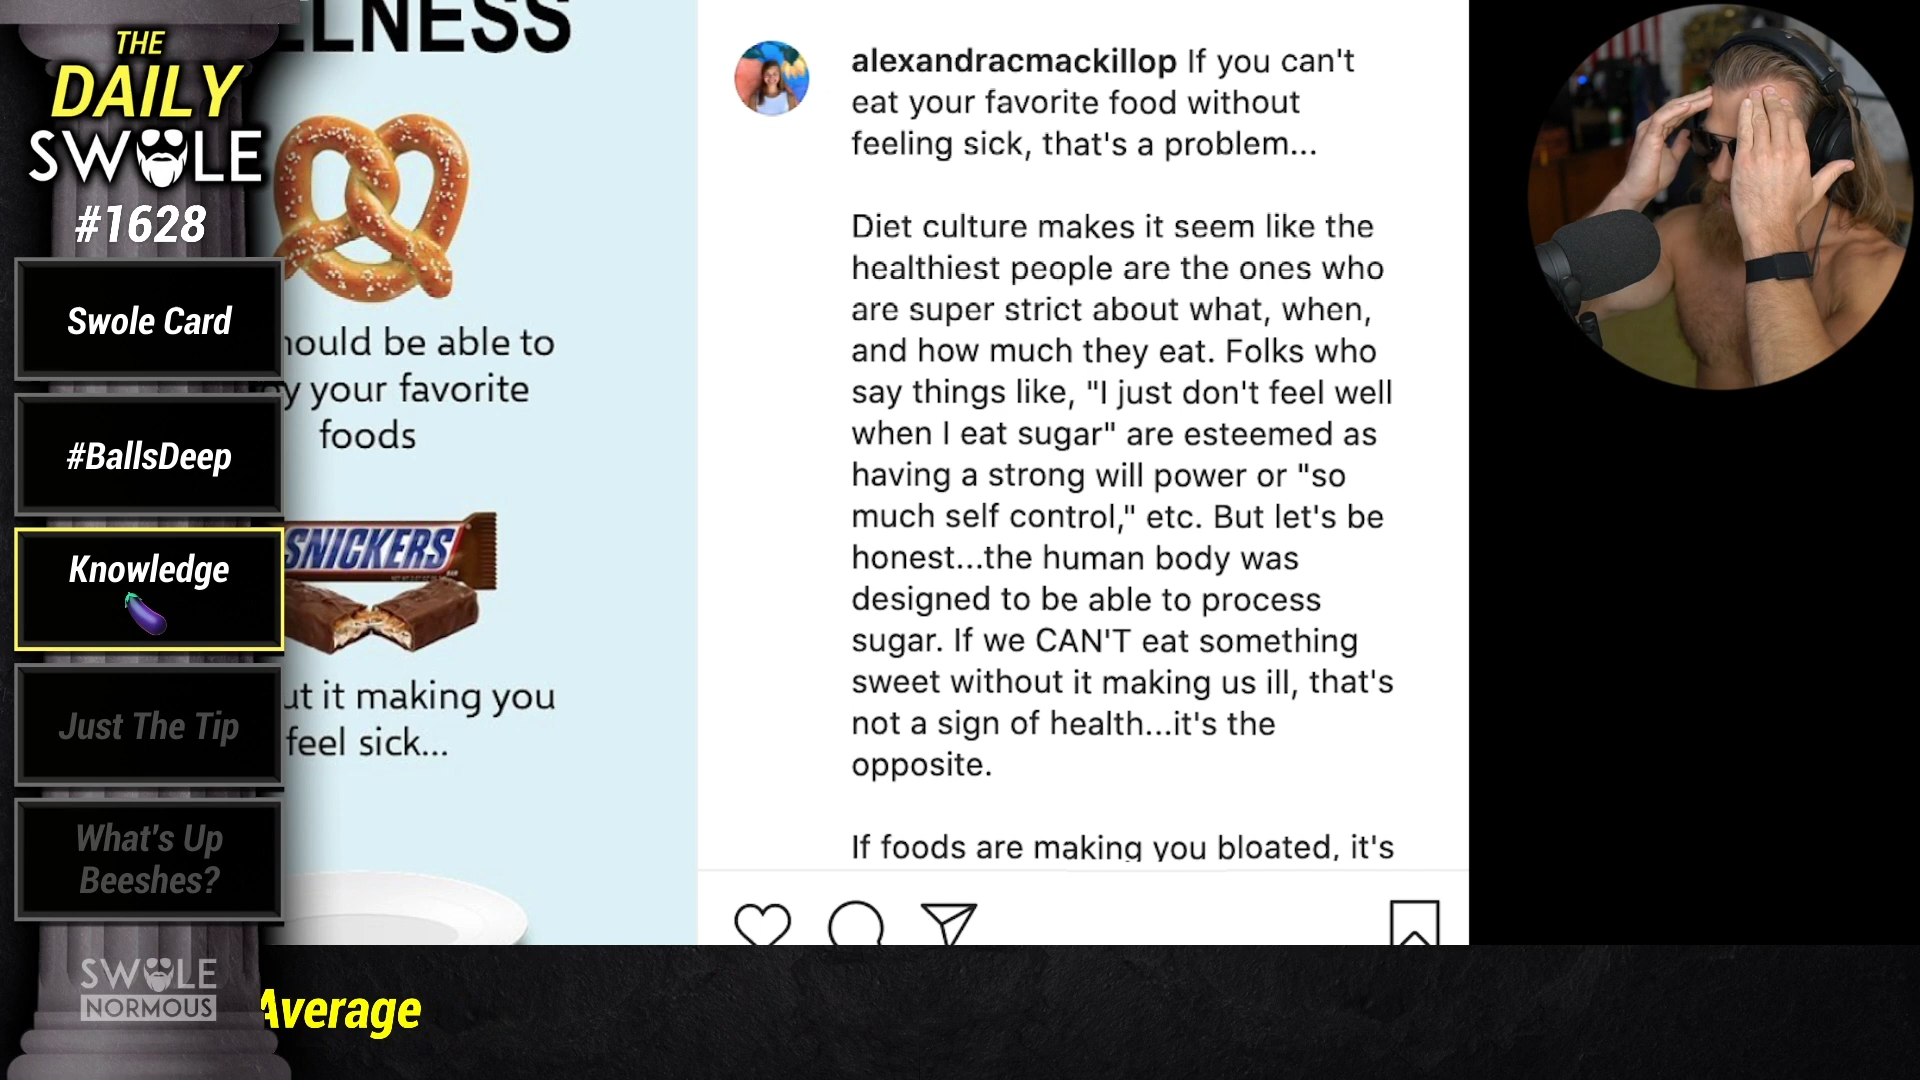 THE
DAILY
SWOLE
#1628
Swole Card
#BallsDeep
Knowledge
Just The Tip
What's Up
Beeshes?
SWOLE
NORMOUS
LLNESS
hould be able to
y your favorite
foods
SNICKERS
ut it making you
feel sick...
alexandracmackillop If you can't
eat your favorite food without
feeling sick, that's a problem...
Diet culture makes it seem like the
healthiest people are the ones who
are super strict about what, when,
and how much they eat. Folks who
say things like, "I just don't feel well
when I eat sugar" are esteemed as
having a strong will power or "so
much self control," etc. But let's be
honest...the human body was
designed to be able to process
sugar. If we CAN'T eat something
sweet without it making us ill, that's
not a sign of health...it's the
opposite.
If foods are making you bloated, it's
Average